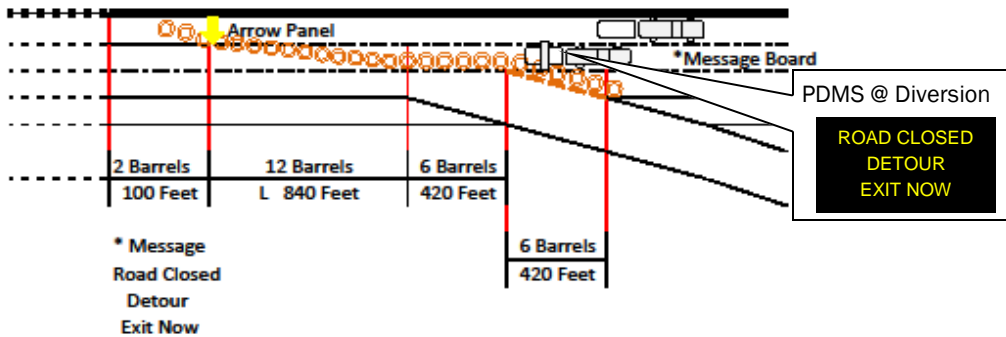 Arrow Panel
*Message Board
PDMS @ Diversion
ROAD CLOSED
DETOUR
EXIT NOW
2 Barrels
12 Barrels
6 Barrels
100 Feet
L 840 Feet
420 Feet
6 Barrels
420 Feet
* Message
Road Closed
Detour
Exit Now